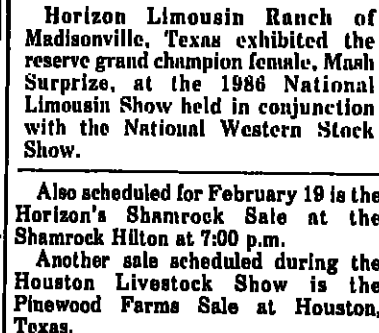 Horizon Limousin Ranch of
Madisonville, Texas exhibited the
reserve grand champion female, Mash
Surprize, at the 1986 National
Limousin Show held in conjunction
with the National Western Stock
Show.
Also scheduled for February 19 is the
Horizon's Shamrock Sale at the
Shamrock Hilton at 7:00 p.m.
Another sale scheduled during the
Houston Livestock Show is the
Pinewood Farms Sale at Houston,
Texas.